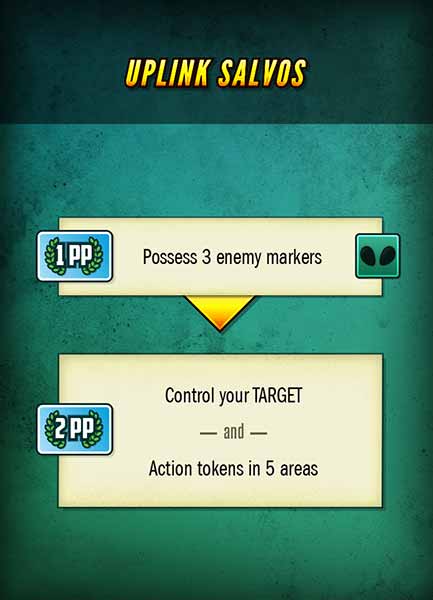 UPLINK SALVOS
1 PP
Possess 3 enemy markers
Control your TARGET
2 PP
— and —
Action tokens in 5 areas